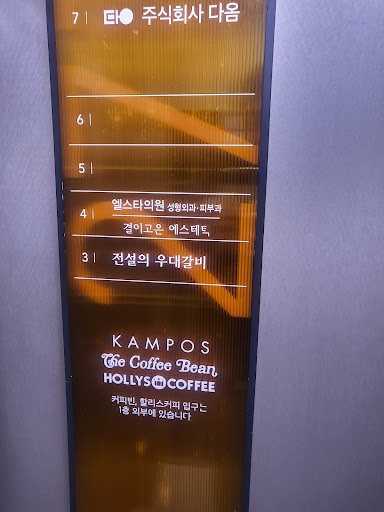 7 | 다옴 주식회사 다옴
6 |
5 |
4 | 엘스타의원 성형외과·피부과
결이고은 에스테틱
3 | 전설의 우대갈비
KAMPOS
The Coffee Bean
HOLLYS COFFEE
커피빈, 할리스커피 입구는
1층 외부에 있습니다